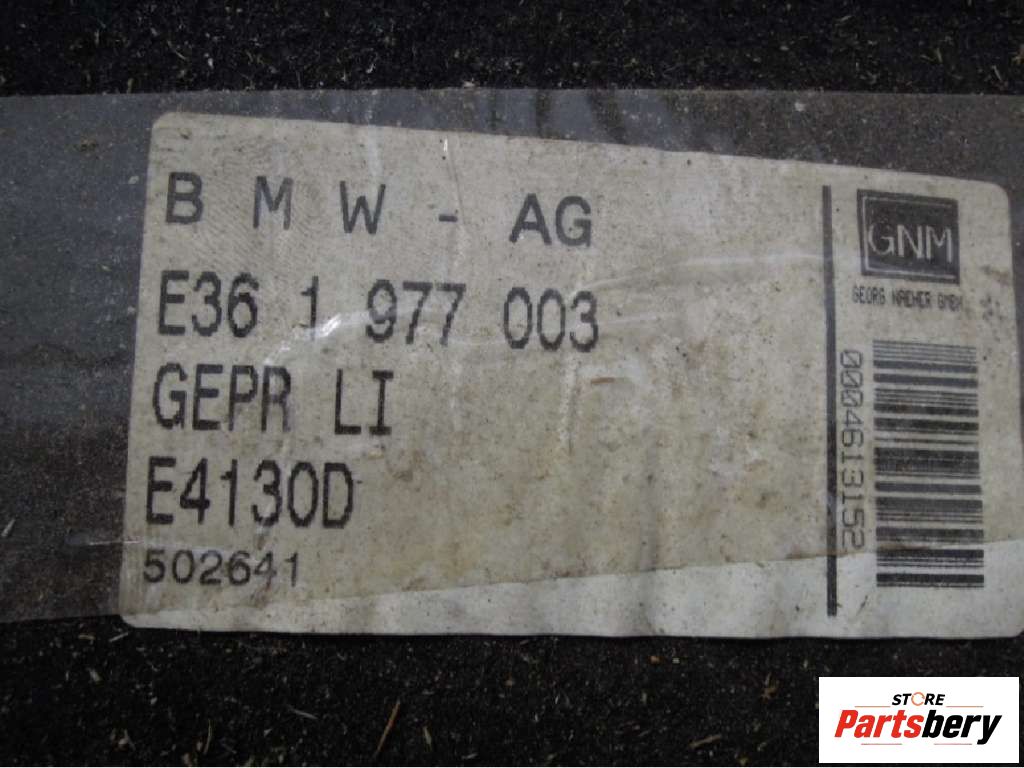 B M W - AG
E36 1 977 003
GEPR LI
E4130D
502641
GNM
GEORG NAEHER GMBH
0004613152
STORE
Partsbery